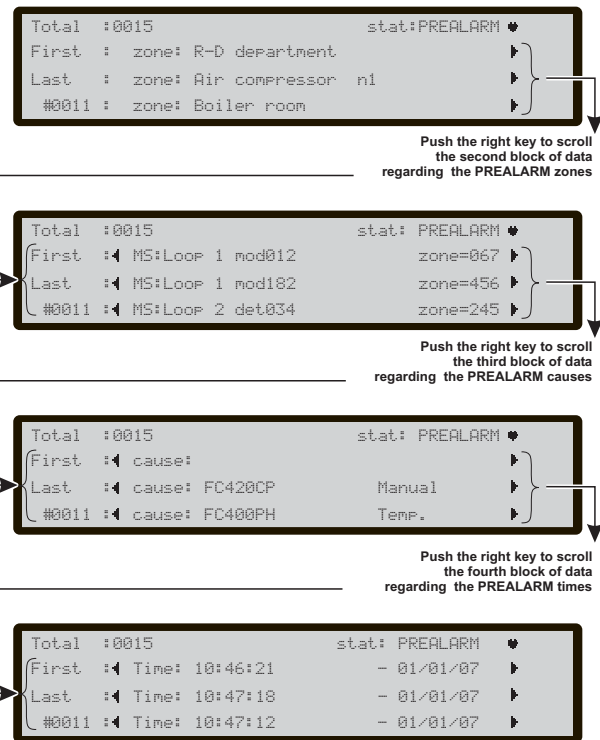 Total :0015 stat:PREALARM ♥
First : zone: R-D department
Last : zone: Air compressor n1
#0011 : zone: Boiler room
Push the right key to scroll
the second block of data
regarding the PREALARM zones
Total :0015 stat: PREALARM ♥
First : MS:Loop 1 mod012 zone=067
Last : MS:Loop 1 mod182 zone=456
#0011 : MS:Loop 2 det034 zone=245
Push the right key to scroll
the third block of data
regarding the PREALARM causes
Total :0015 stat: PREALARM ♥
First : cause:
Last : cause: FC420CP Manual
#0011 : cause: FC400PH Temp.
Push the right key to scroll
the fourth block of data
regarding the PREALARM times
Total :0015 stat: PREALARM ♥
First : Time: 10:46:21 - 01/01/07
Last : Time: 10:47:18 - 01/01/07
#0011 : Time: 10:47:12 - 01/01/07